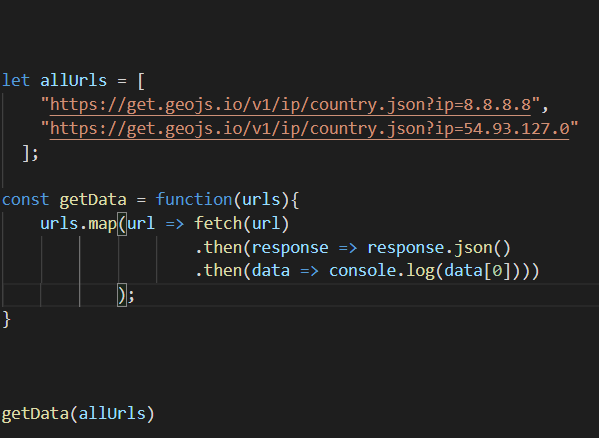 let allUrls = [
"https://get.geojs.io/v1/ip/country.json?ip=8.8.8.8",
"https://get.geojs.io/v1/ip/country.json?ip=54.93.127.0"
];
const getData = function(urls){
urls.map(url => fetch(url)
.then(response => response.json()
.then(data => console.log(data[0])))
);
}
getData(allUrls)